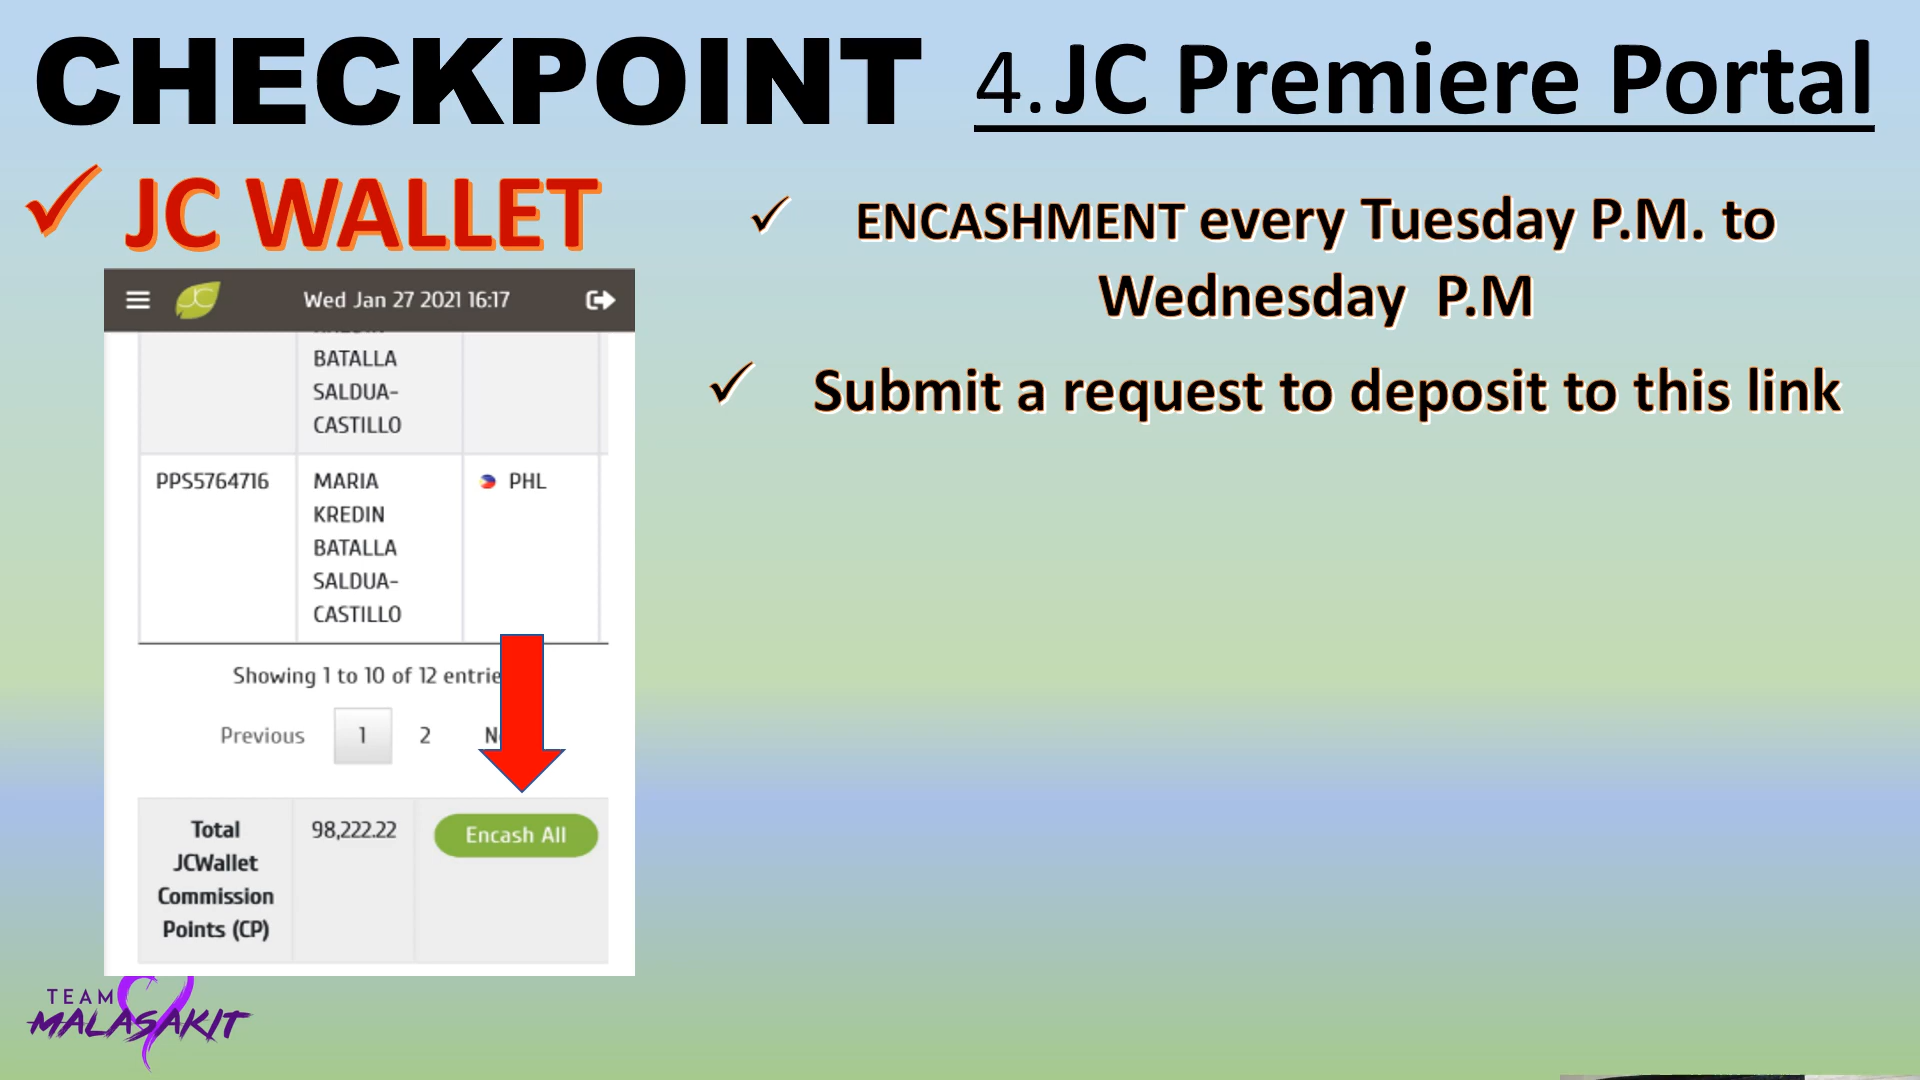 CHECKPOINT 4. JC Premiere Portal
✓ JC WALLET
✓ ENCASHMENT every Tuesday P.M. to
Wednesday P.M
✓ Submit a request to deposit to this link
JC Wed Jan 27 2021 16:17
BATALLA
SALDUA-
CASTILLO
PPS5764716 MARIA PHL
KREDIN
BATALLA
SALDUA-
CASTILLO
Showing 1 to 10 of 12 entrie
Previous 1 2 N
Total 98,222.22 Encash All
JCWallet
Commission
Points (CP)
TEAM
MALASAKIT